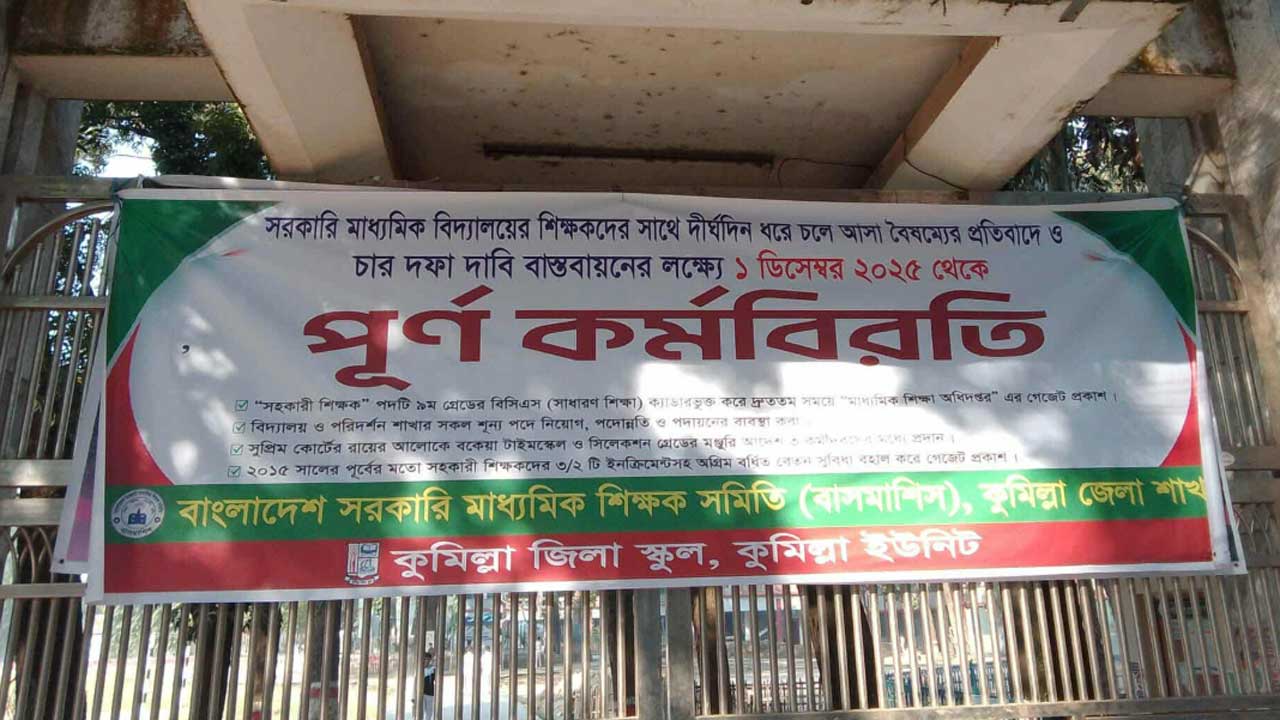 সরকারি মাধ্যমিক বিদ্যালয়ের শিক্ষকদের সাথে দীর্ঘদিন ধরে চলে আসা বৈষম্যের প্রতিবাদে ও
চার দফা দাবি বাস্তবায়নের লক্ষ্যে ১ ডিসেম্বর ২০২৫ থেকে
পূর্ণ কর্মবিরতি
"সহকারী শিক্ষক" পদটি ৯ম গ্রেডের বিসিএস (সাধারণ শিক্ষা) ক্যাডারভুক্ত করে দ্রুততম সময়ে "মাধ্যমিক শিক্ষা অধিদপ্তর" এর গেজেট প্রকাশ।
বিদ্যালয় ও পরিদর্শন শাখার সকল শূন্য পদে নিয়োগ, পদোন্নতি ও পদায়নের ব্যবস্থা করা
সুপ্রিম কোর্টের রায়ের আলোকে বকেয়া টাইমস্কেল ও সিলেকশন গ্রেডের মঞ্জুরি আদেশ প্রদান।
২০১৫ সালের পূর্বের মতো সহকারী শিক্ষকদের ৩/২ টি ইনক্রিমেন্টসহ অগ্রিম বর্ধিত বেতন সুবিধা বহাল করে গেজেট প্রকাশ।
বাংলাদেশ সরকারি মাধ্যমিক শিক্ষক সমিতি (বাসমাশিস), কুমিল্লা জেলা শাখ
কুমিল্লা জিলা স্কুল, কুমিল্লা ইউনিট